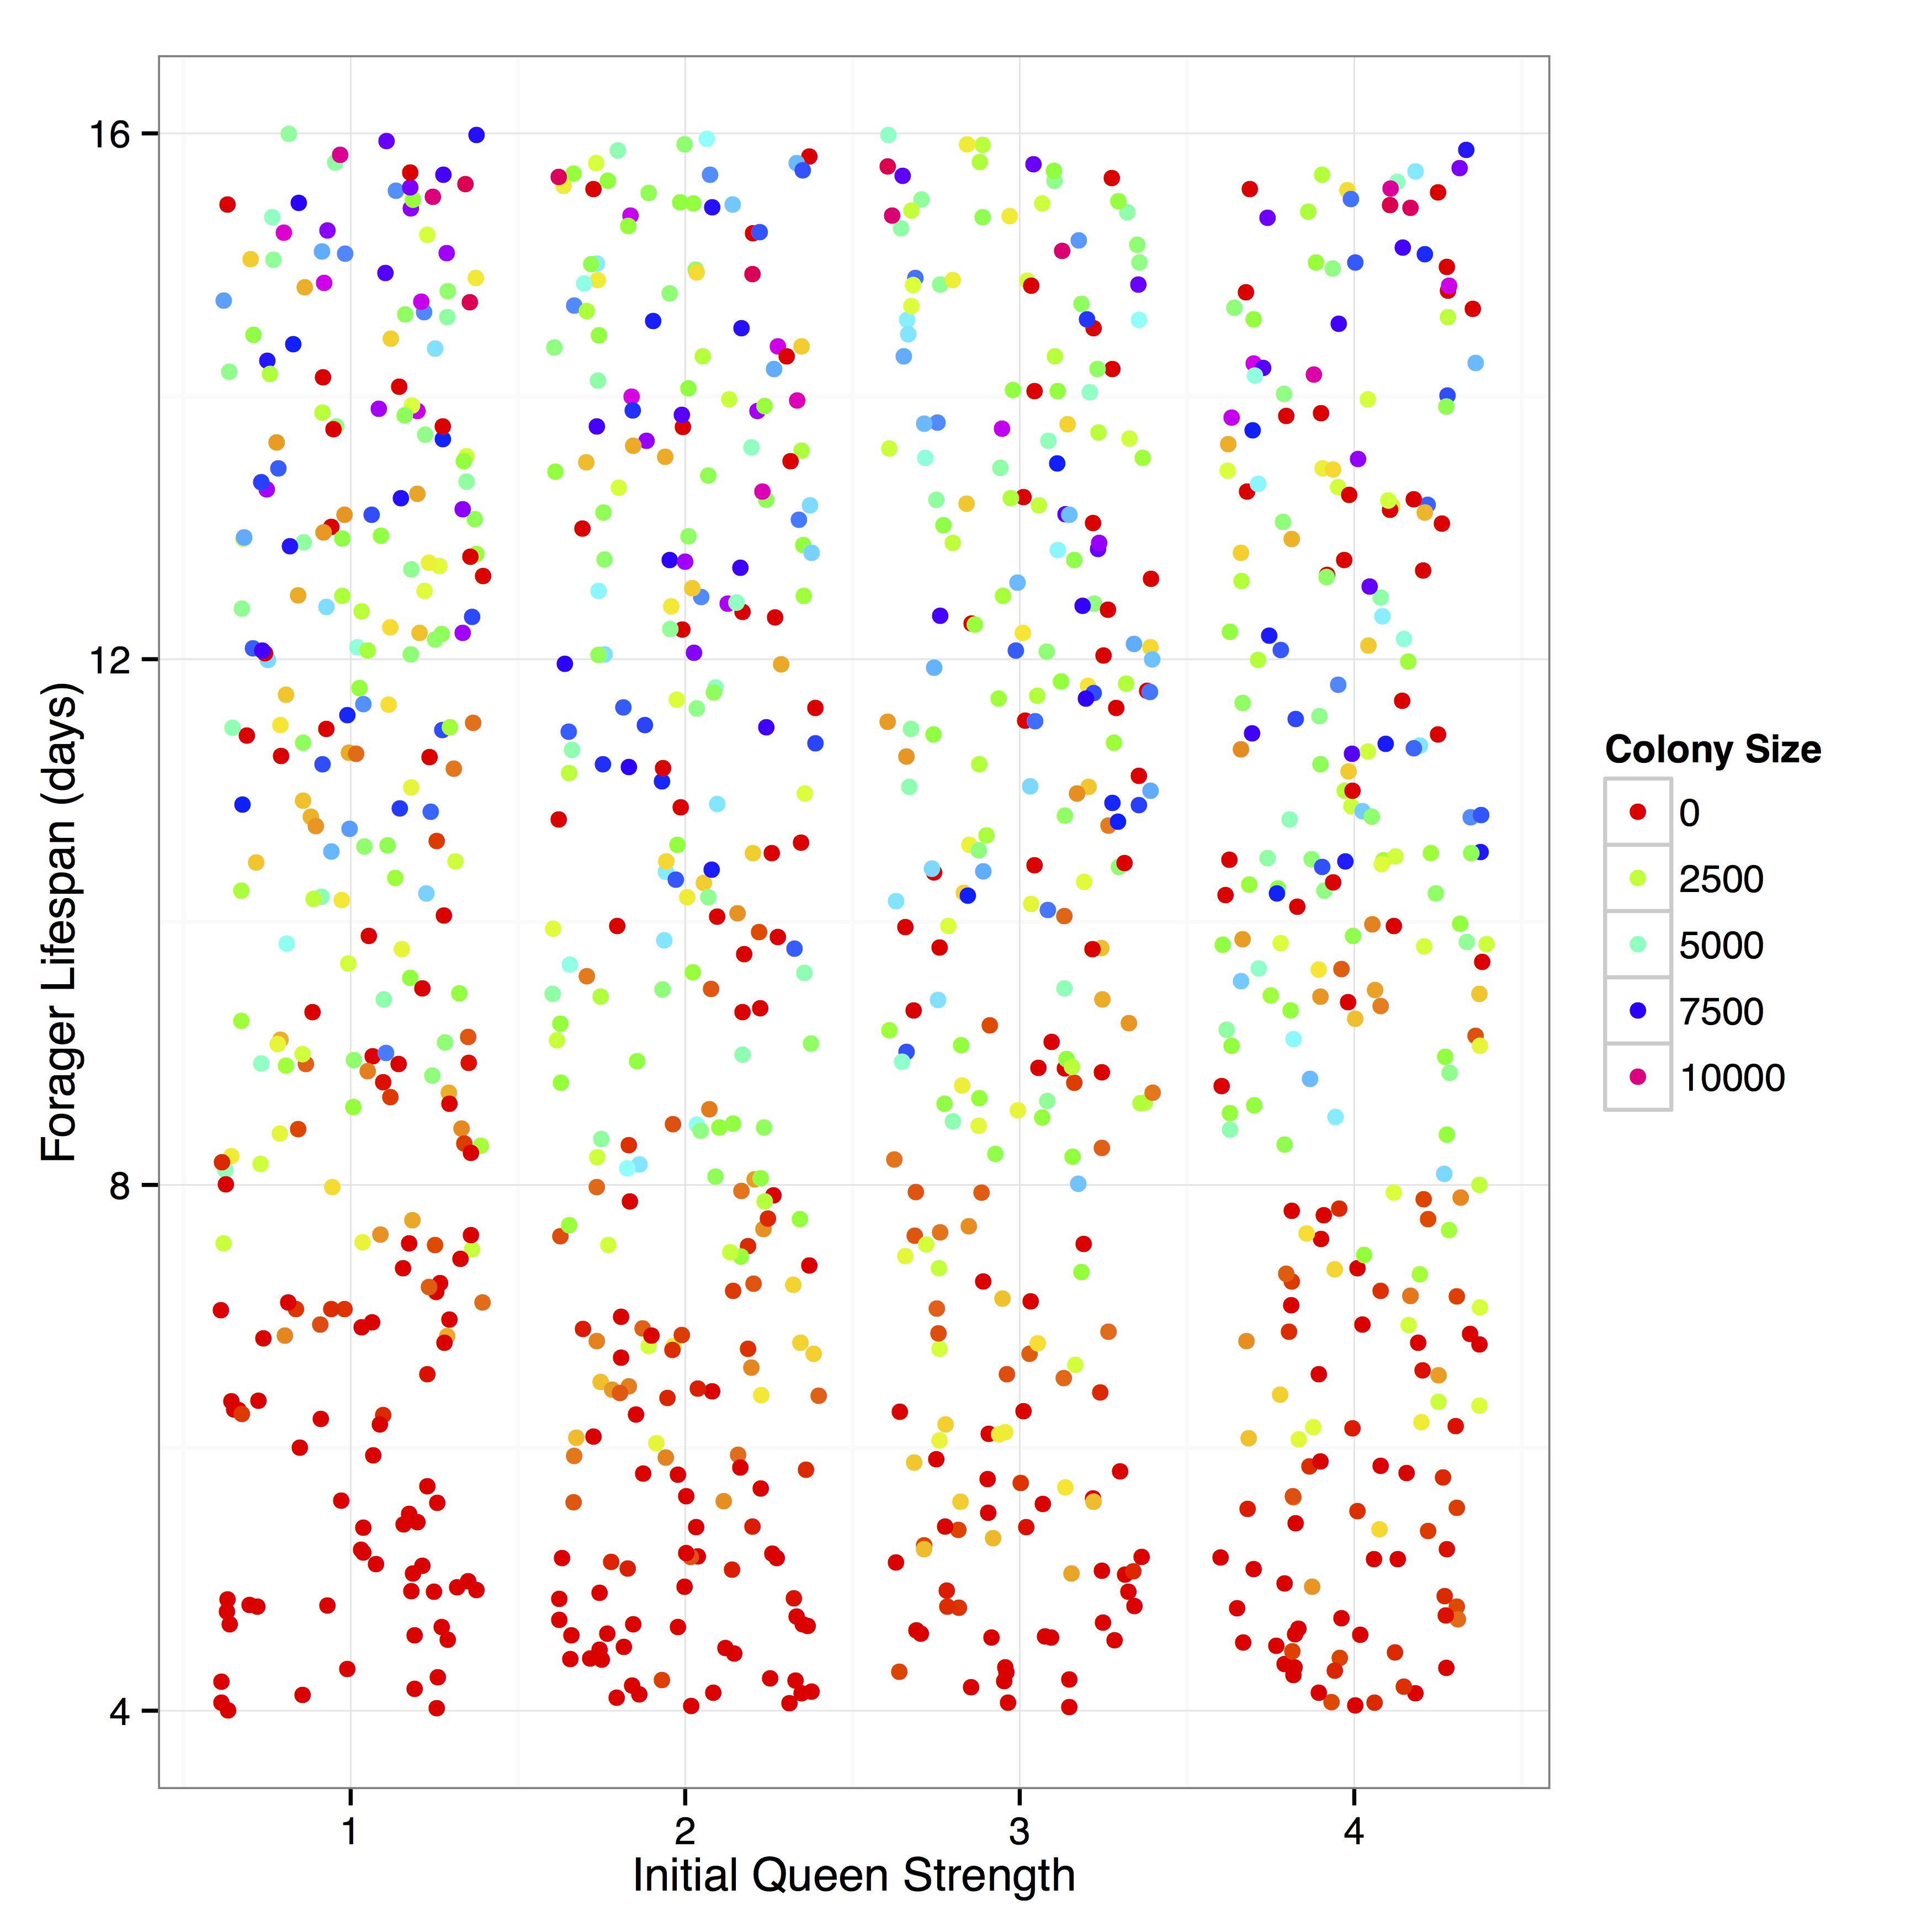 16
12
8
4
Forager Lifespan (days)
1 2 3 4
Initial Queen Strength
Colony Size
0
2500
5000
7500
10000